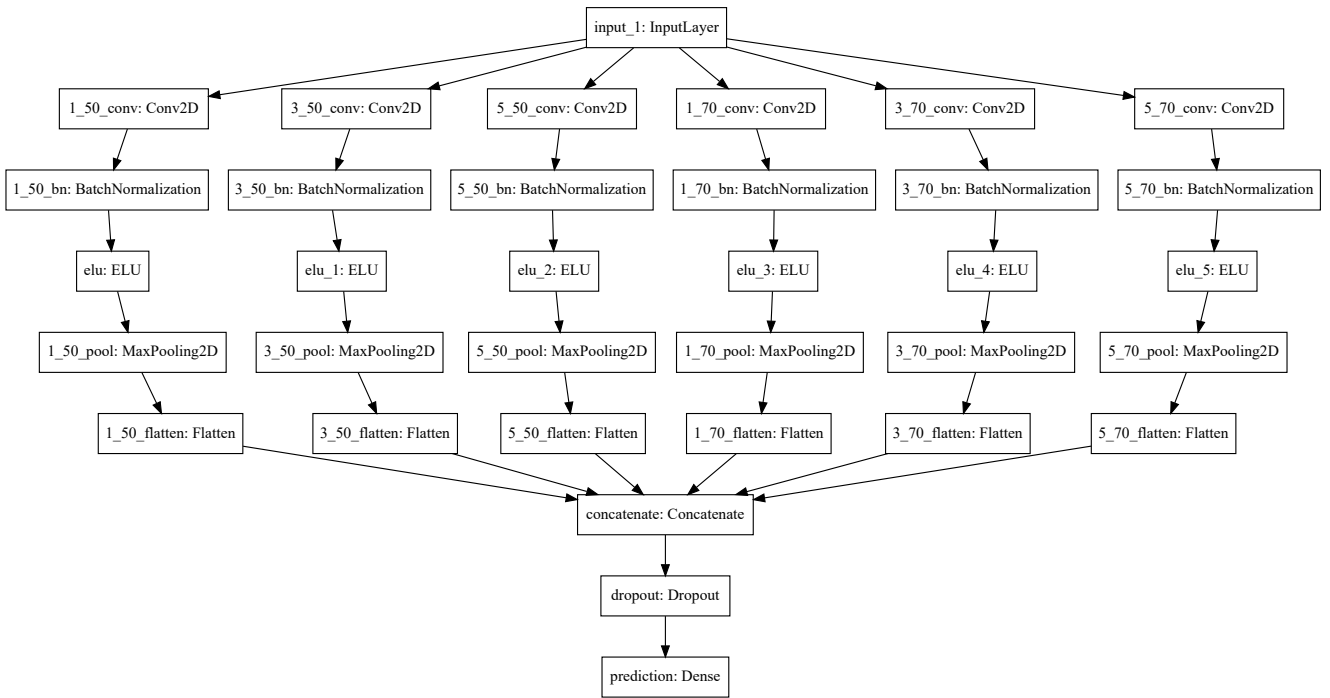 input_1: InputLayer
1_50_conv: Conv2D
3_50_conv: Conv2D
5_50_conv: Conv2D
1_70_conv: Conv2D
3_70_conv: Conv2D
5_70_conv: Conv2D
1_50_bn: BatchNormalization
3_50_bn: BatchNormalization
5_50_bn: BatchNormalization
1_70_bn: BatchNormalization
3_70_bn: BatchNormalization
5_70_bn: BatchNormalization
elu: ELU
elu_1: ELU
elu_2: ELU
elu_3: ELU
elu_4: ELU
elu_5: ELU
1_50_pool: MaxPooling2D
3_50_pool: MaxPooling2D
5_50_pool: MaxPooling2D
1_70_pool: MaxPooling2D
3_70_pool: MaxPooling2D
5_70_pool: MaxPooling2D
1_50_flatten: Flatten
3_50_flatten: Flatten
5_50_flatten: Flatten
1_70_flatten: Flatten
3_70_flatten: Flatten
5_70_flatten: Flatten
concatenate: Concatenate
dropout: Dropout
prediction: Dense